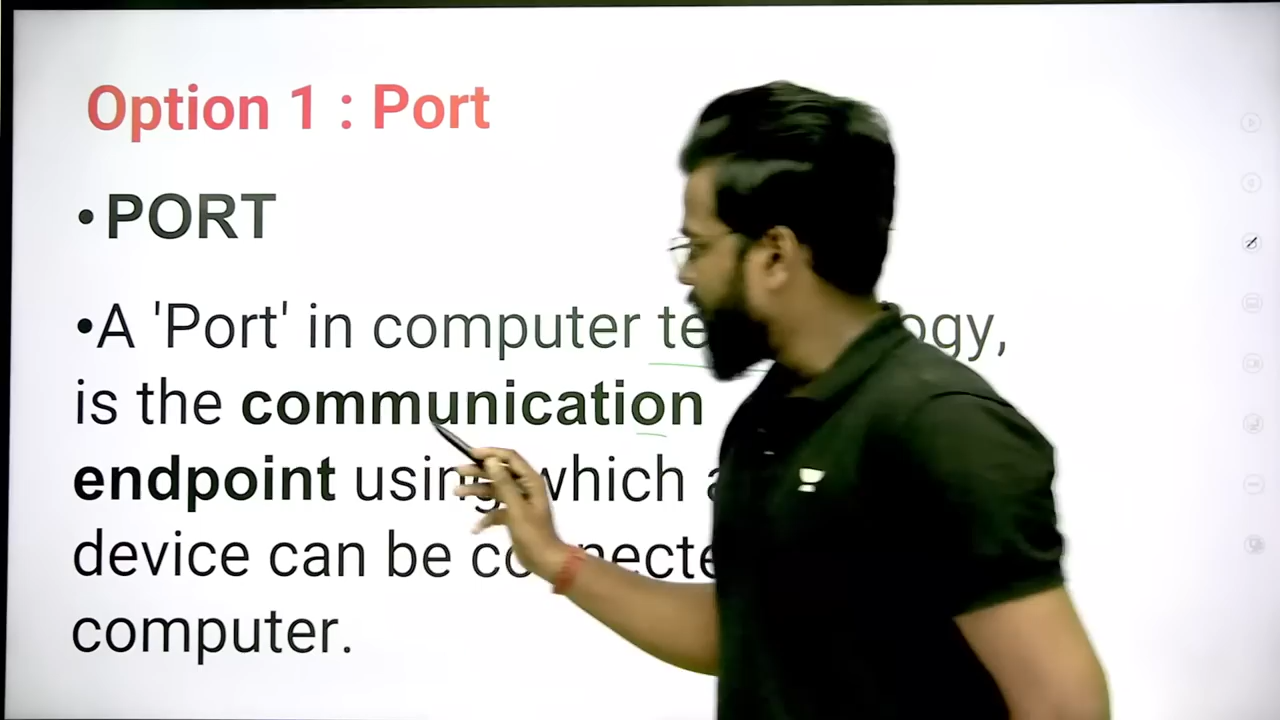 Option 1 : Port
• PORT
•A 'Port' in computer
is the communication
endpoint using which
device can be
computer.